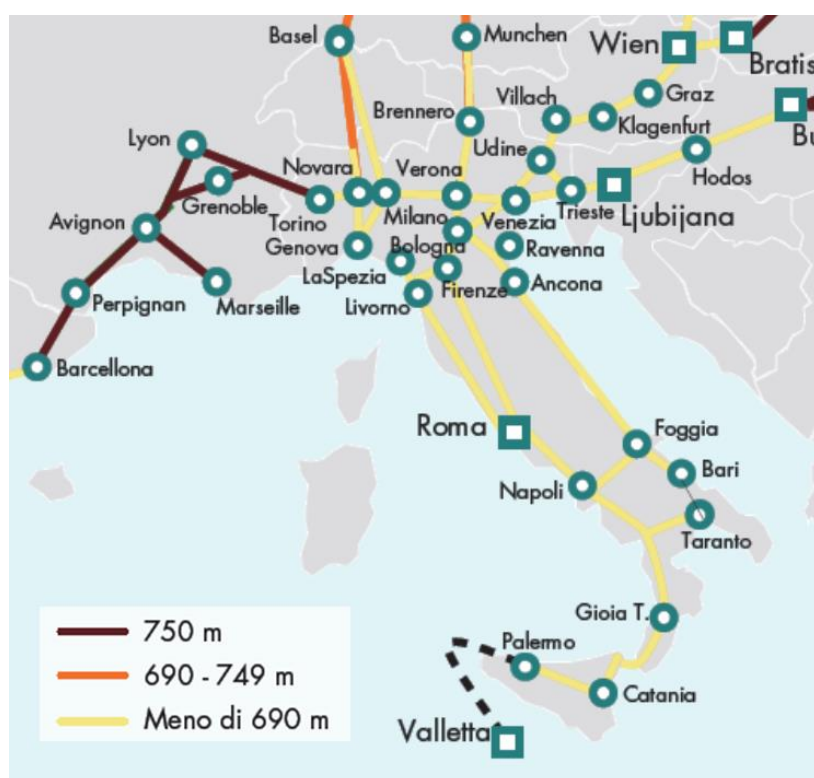 Basel
Munchen
Wien
Bratis
Brennero
Villach
Graz
Klagenfurt
Bu
Lyon
Udine
Hodos
Novara
Verona
Grenoble
Torino
Milano
Venezia
Trieste
Ljubijana
Avignon
Genova
Bologna
Ravenna
LaSpezia
Firenze
Ancona
Perpignan
Marseille
Livorno
Barcellona
Roma
Foggia
Bari
Napoli
Taranto
Gioia T.
Palermo
Catania
Valletta
750 m
690 - 749 m
Meno di 690 m